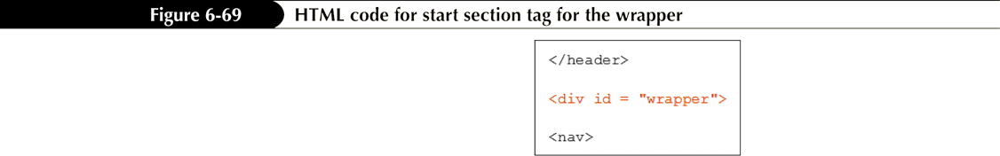 Figure 6-69 HTML code for start section tag for the wrapper
</header>
<div id = "wrapper">
<nav>